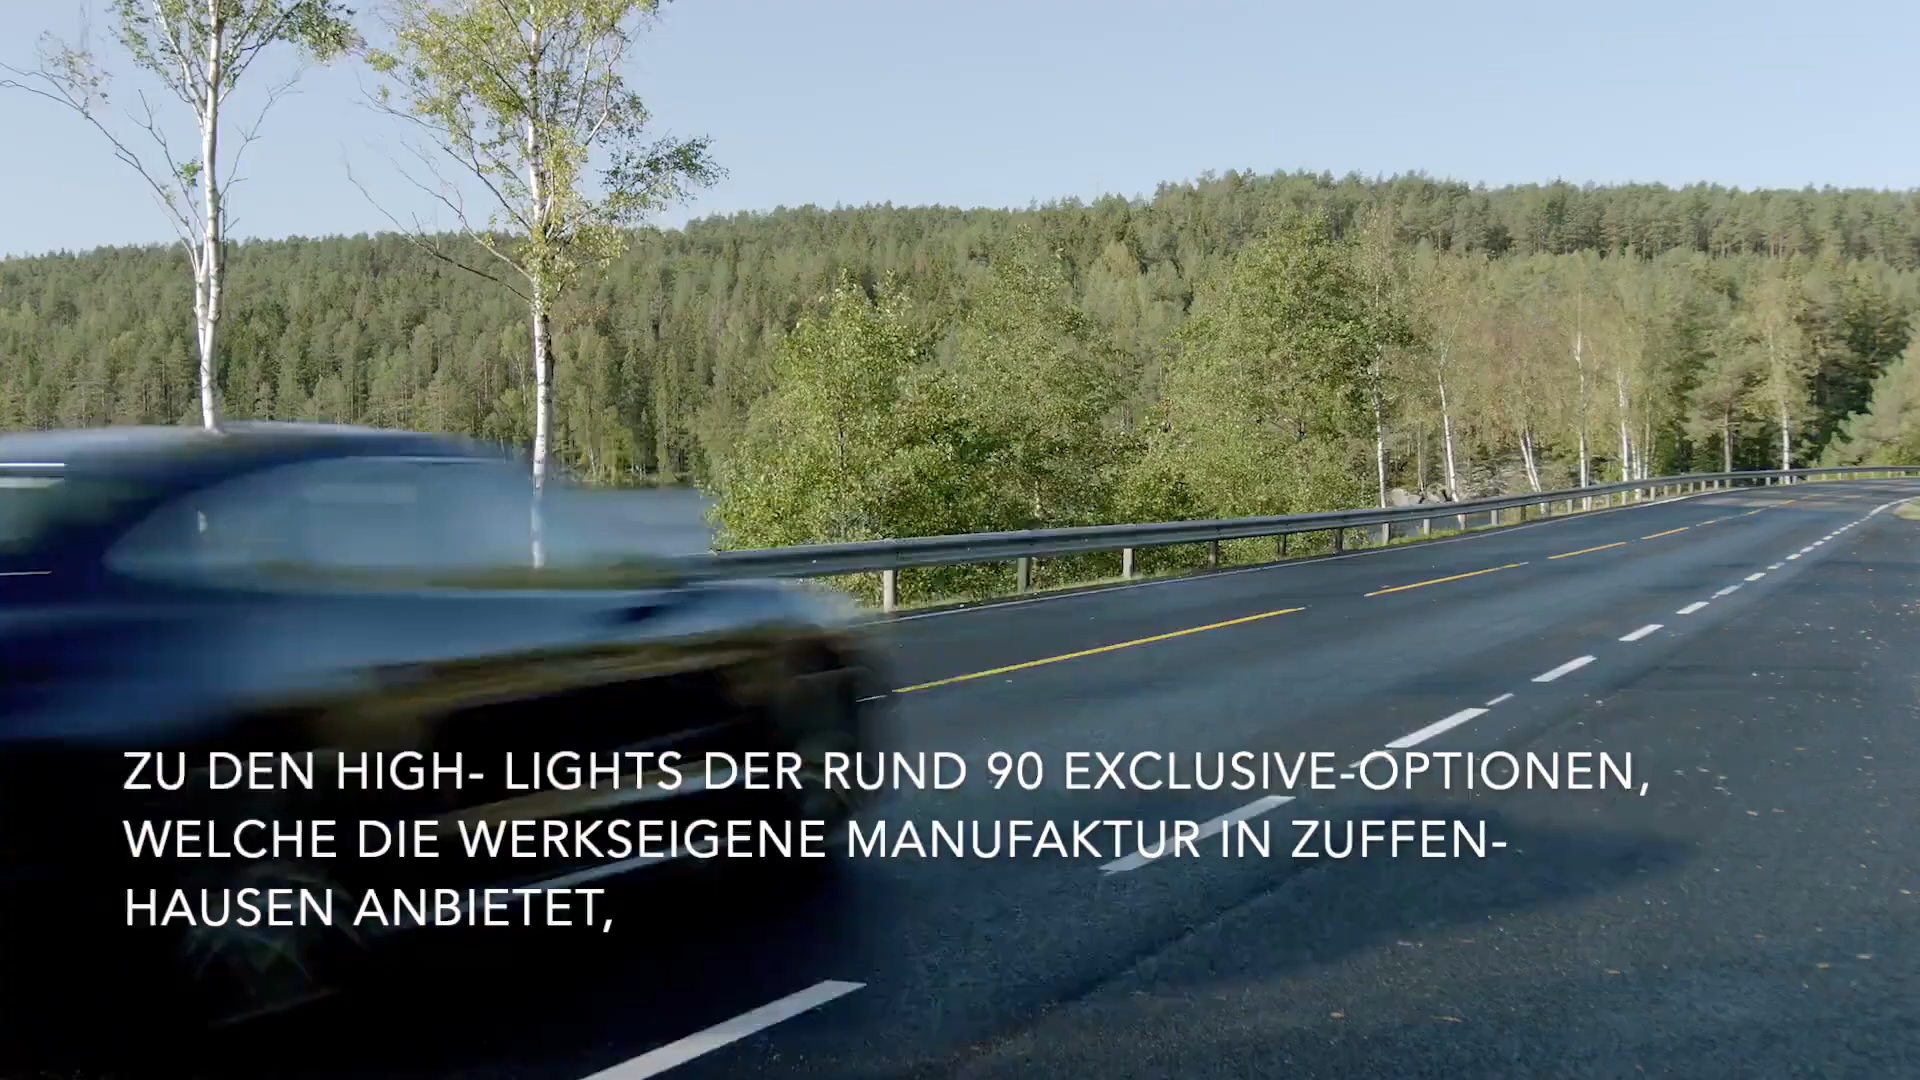 ZU DEN HIGH- LIGHTS DER RUND 90 EXCLUSIVE-OPTIONEN,
WELCHE DIE WERKSEIGENE MANUFAKTUR IN ZUFFEN-
HAUSEN ANBIETET,